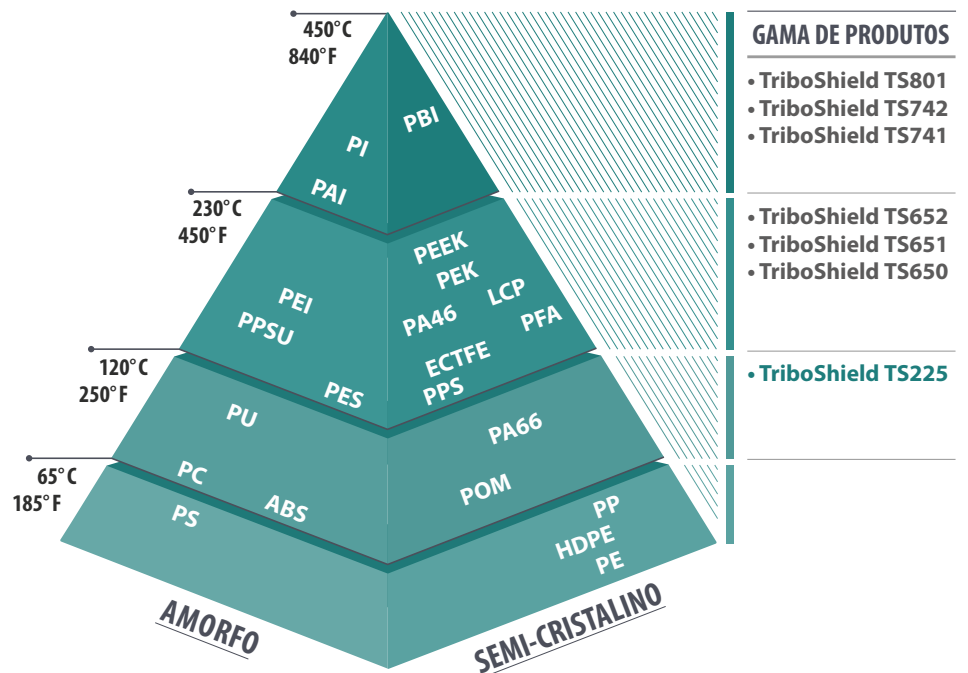 450°C
840°F
GAMA DE PRODUTOS
• TriboShield TS801
• TriboShield TS742
• TriboShield TS741
PBI
PI
PAI
230°C
450°F
• TriboShield TS652
• TriboShield TS651
• TriboShield TS650
PEEK
PEK
LCP
PEI
PA46
PFA
PPSU
ECTFE
PES
PPS
120°C
250°F
• TriboShield TS225
PU
PA66
65°C
185°F
PC
POM
ABS
PS
PP
HDPE
PE
AMORFO
SEMI-CRISTALINO